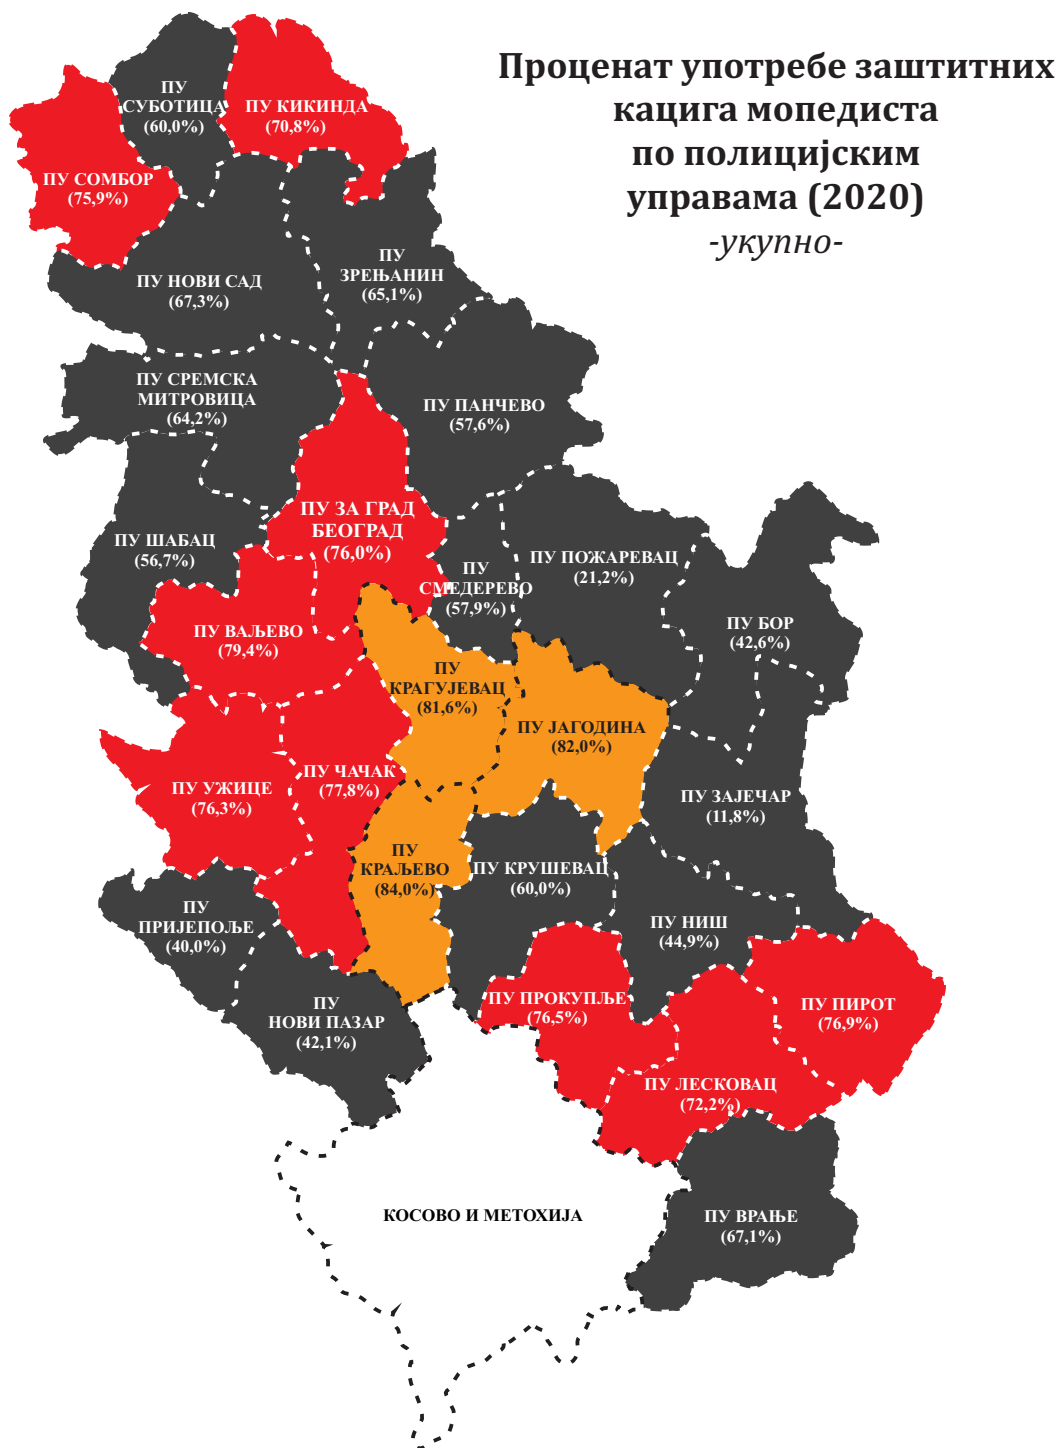 Проценат употребе заштитних
кацига мопедиста
по полицијским
управама (2020)
-укупно-
ПУ
СУБОТИЦА
(60,0%)
ПУ КИКИНДА
(70,8%)
ПУ СОМБОР
(75,9%)
ПУ НОВИ САД
(67,3%)
ПУ
ЗРЕЊАНИН
(65,1%)
ПУ СРЕМСКА
МИТРОВИЦА
(64,2%)
ПУ ПАНЧЕВО
(57,6%)
ПУ ЗА ГРАД
БЕОГРАД
(76,0%)
ПУ ШАБАЦ
(56,7%)
ПУ
СМЕДЕРЕВО
(57,9%)
ПУ ПОЖАРЕВАЦ
(21,2%)
ПУ БОР
(42,6%)
ПУ ВАЉЕВО
(79,4%)
ПУ
КРАГУЈЕВАЦ
(81,6%)
ПУ ЈАГОДИНА
(82,0%)
ПУ УЖИЦЕ
(76,3%)
ПУ ЧАЧАК
(77,8%)
ПУ ЗАЈЕЧАР
(11,8%)
ПУ
КРАЉЕВО
(84,0%)
ПУ КРУШЕВАЦ
(60,0%)
ПУ
ПРИЈЕПОЉЕ
(40,0%)
ПУ НИШ
(44,9%)
ПУ
НОВИ ПАЗАР
(42,1%)
ПУ ПРОКУПЉЕ
(76,5%)
ПУ ПИРОТ
(76,9%)
ПУ ЛЕСКОВАЦ
(72,2%)
КОСОВО И МЕТОХИЈА
ПУ ВРАЊЕ
(67,1%)